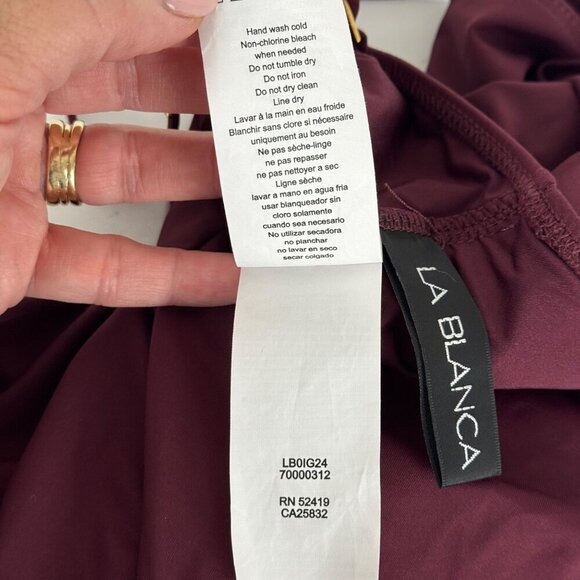 Hand wash cold
Non-chlorine bleach
when needed
Do not tumble dry
Do not iron
Do not dry clean
Line dry
Lavar à la main en eau froide
Blanchir sans clore si nécessaire
uniquement au besoin
Ne pas sèche-linge
ne pas repasser
ne pas nettoyer a sec
Ligne sèche
lavar a mano en agua fria
usar blanqueador sin
cloro solamente
cuando sea necesario
No utilizar secadora
no planchar
no lavar en seco
secar colgado
LA BLANCA
LB0IG24
70000312
RN 52419
CA25832